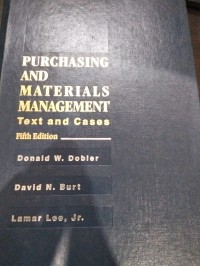 PURCHASING
AND
MATERIALS
MANAGEMENT
Text and Cases
Fifth Edition
Donald W. Dobler
David N. Burt
Lamar Lee, Jr.